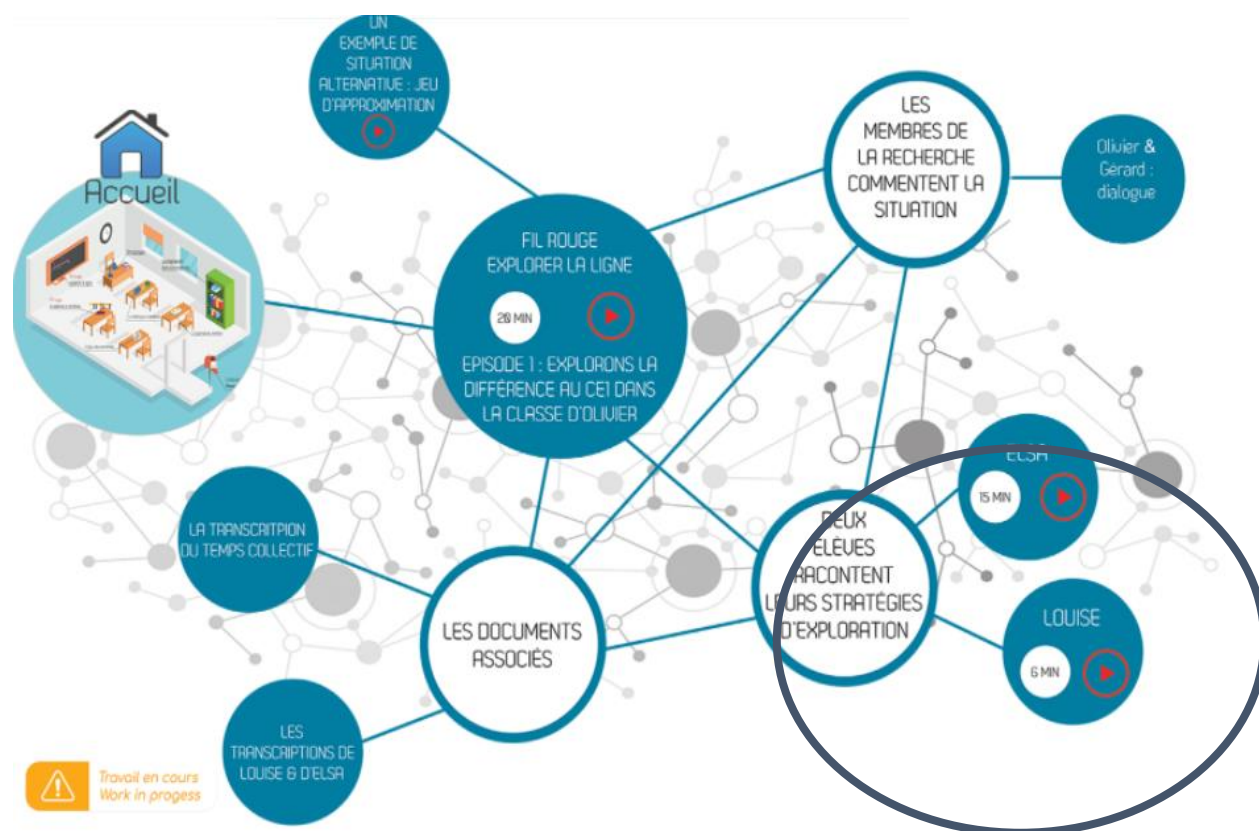 UN
EXEMPLE DE
SITUATION
ALTERNATIVE : JEU
D'APPROXIMATION
Accueil
FIL ROUGE
EXPLORER LA LIGNE
20 MIN
EPISODE 1 : EXPLORONS LA
DIFFÉRENCE AU CE1 DANS
LA CLASSE D'OLIVIER
LES
MEMBRES DE
LA RECHERCHE
COMMENTENT LA
SITUATION
Olivier &
Gérard :
dialogue
ELSA
15 MIN
DEUX
ÉLÈVES
RACONTENT
LEURS STRATÉGIES
D'EXPLORATION
LOUISE
6 MIN
LA TRANSCRITPION
DU TEMPS COLLECTIF
LES DOCUMENTS
ASSOCIÉS
LES
TRANSCRIPTIONS DE
LOUISE & D'ELSA
Travail en cours
Work in progess